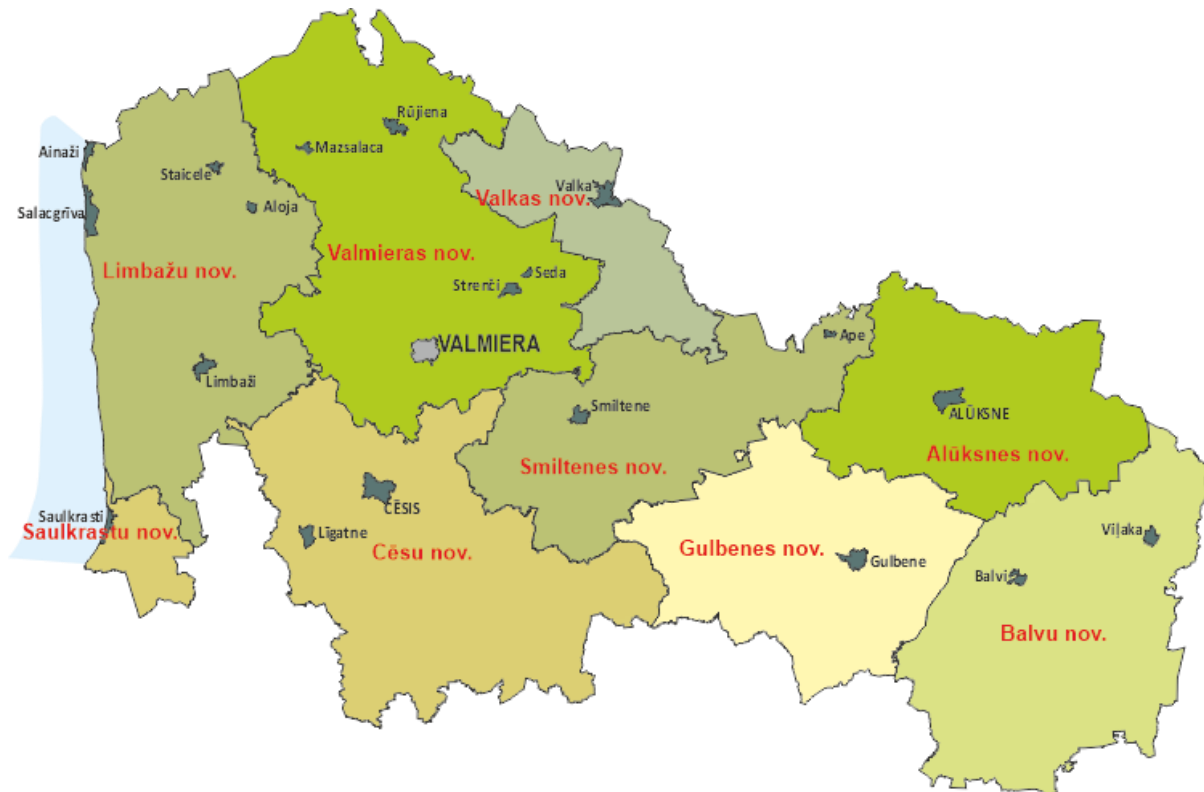 Rūjiena
Mazsalaca
Ainaži
Staicele
Valka
Valkas nov.
Aloja
Salacgrīva
Valmieras nov.
Limbažu nov.
Seda
Strenči
Ape
VALMIERA
Limbaži
Smiltene
ALŪKSNE
Alūksnes nov.
Smiltenes nov.
CĒSIS
Saulkrasti
Saulkrastu nov.
Līgatne
Cēsu nov.
Gulbenes nov.
Gulbene
Viļaka
Balvi
Balvu nov.